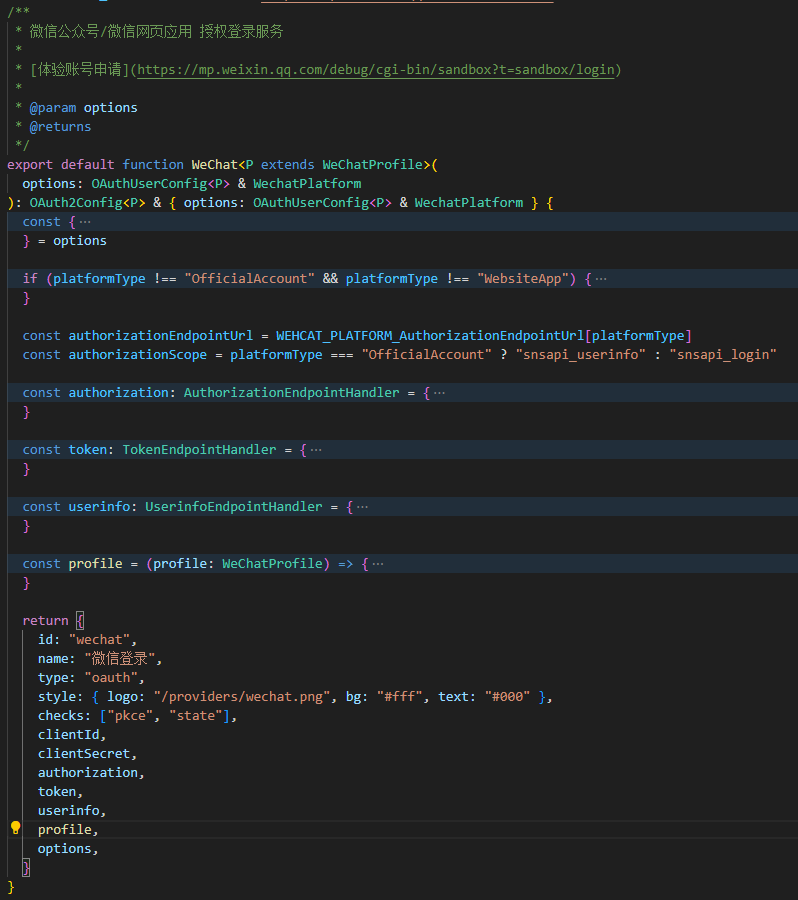 /**
 * 微信公众号/微信网页应用 授权登录服务
 *
 * [体验账号申请](https://mp.weixin.qq.com/debug/cgi-bin/sandbox?t=sandbox/login)
 *
 * @param options
 * @returns
 */
export default function WeChat<P extends WeChatProfile>(
  options: OAuthUserConfig<P> & WechatPlatform
): OAuth2Config<P> & { options: OAuthUserConfig<P> & WechatPlatform } {
  const {···
  } = options
  if (platformType !== "OfficialAccount" && platformType !== "WebsiteApp") {···
  }
  const authorizationEndpointUrl = WEHCAT_PLATFORM_AuthorizationEndpointUrl[platformType]
  const authorizationScope = platformType === "OfficialAccount" ? "snsapi_userinfo" : "snsapi_login"
  const authorization: AuthorizationEndpointHandler = {···
  }
  const token: TokenEndpointHandler = {···
  }
  const userinfo: UserinfoEndpointHandler = {···
  }
  const profile = (profile: WeChatProfile) => {···
  }
  return {
    id: "wechat",
    name: "微信登录",
    type: "oauth",
    style: { logo: "/providers/wechat.png", bg: "#fff", text: "#000" },
    checks: ["pkce", "state"],
    clientId,
    clientSecret,
    authorization,
    token,
    userinfo,
    profile,
    options,
  }
}